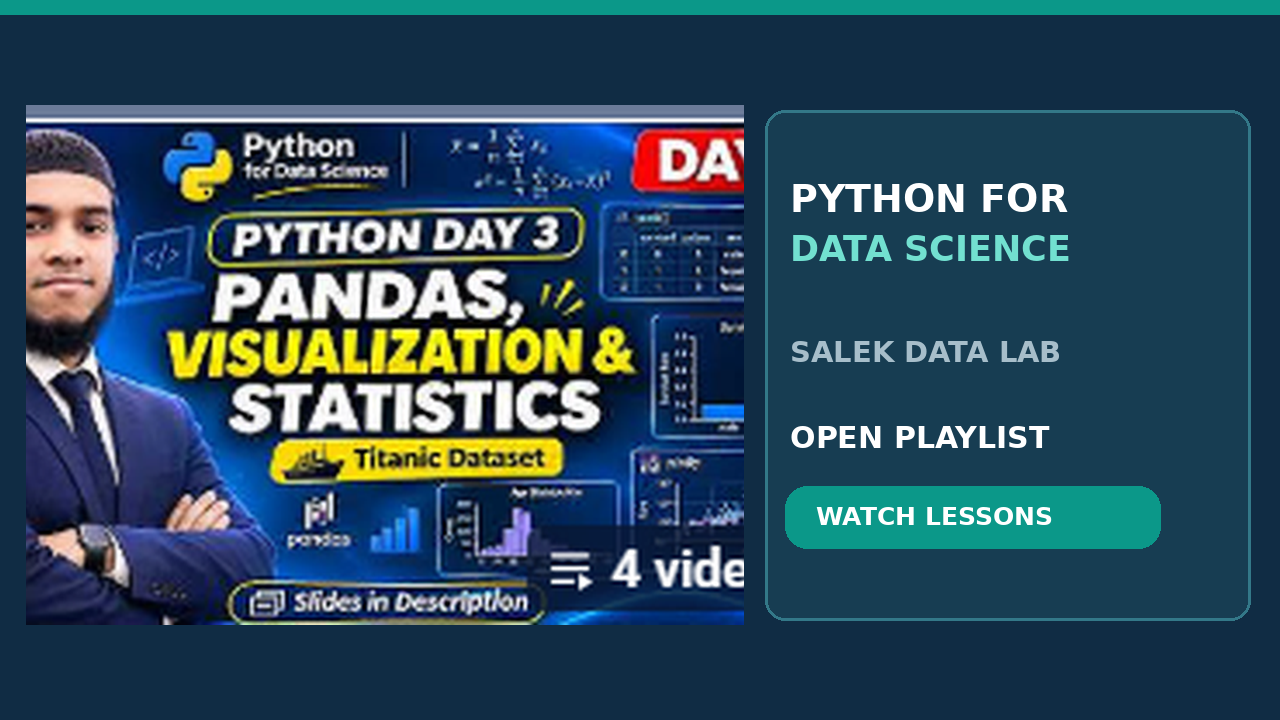 Python
for Data Science
DAY
PYTHON DAY 3
PANDAS,
VISUALIZATION &
STATISTICS
Titanic Dataset
pandas
4 vide
Slides in Description
PYTHON FOR
DATA SCIENCE
SALEK DATA LAB
OPEN PLAYLIST
WATCH LESSONS